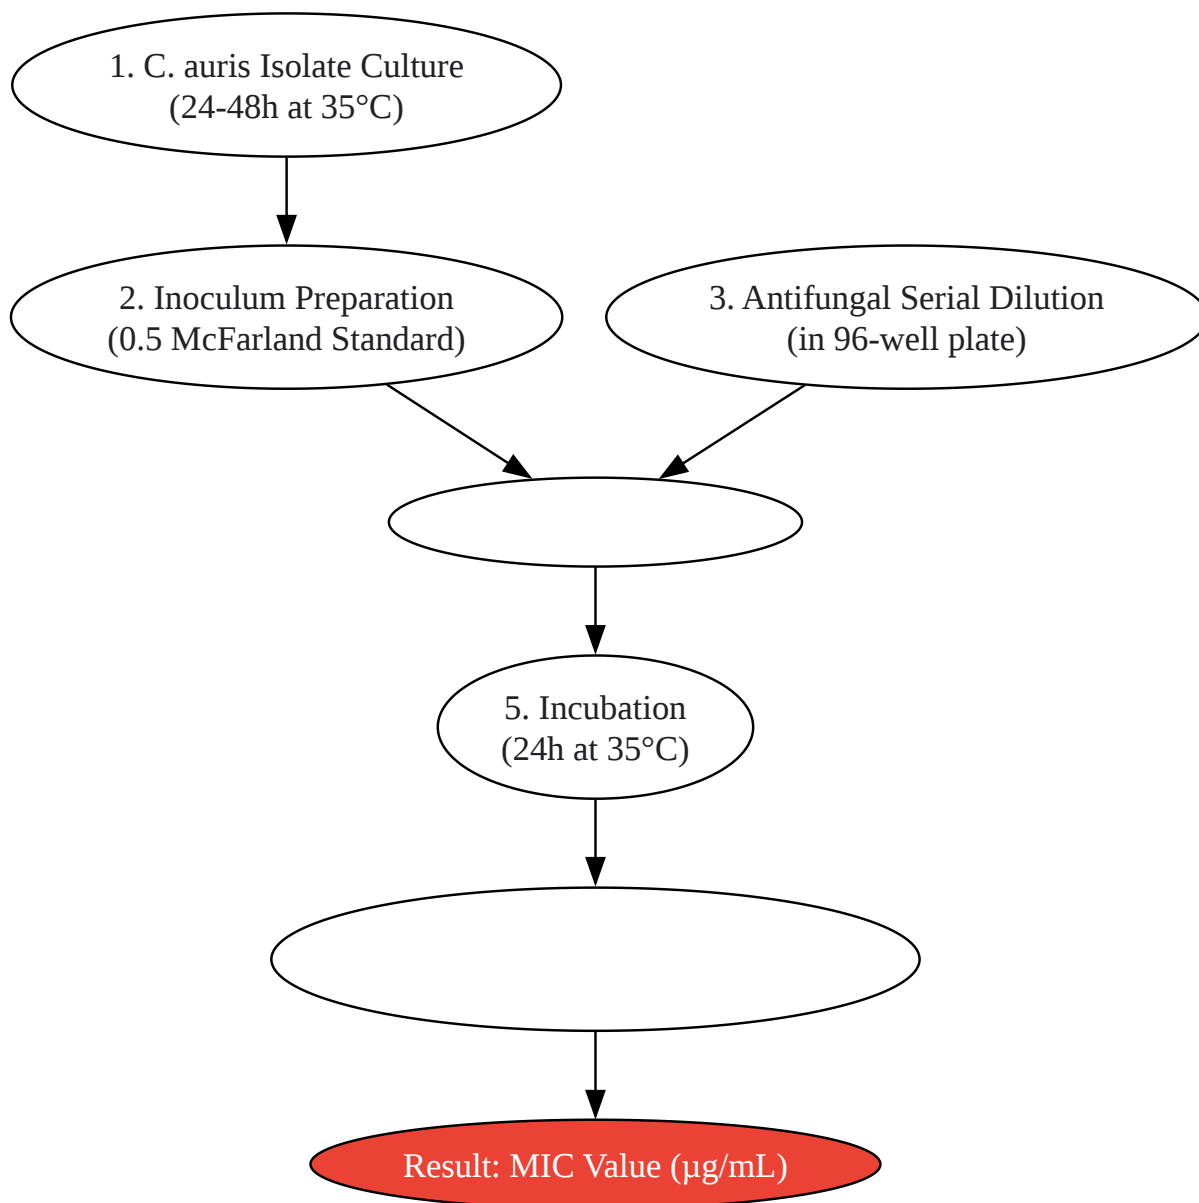 1. C. auris Isolate Culture
(24-48h at 35°C)
2. Inoculum Preparation
(0.5 McFarland Standard)
3. Antifungal Serial Dilution
(in 96-well plate)
5. Incubation
(24h at 35°C)
Result: MIC Value (µg/mL)